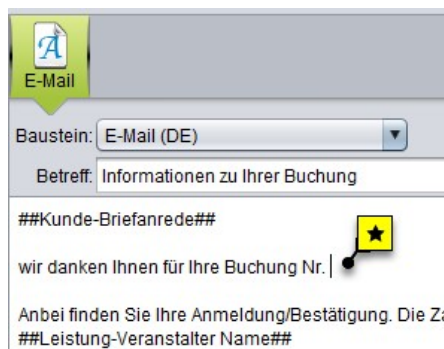 E-Mail
Baustein: E-Mail (DE)
Betreff: Informationen zu Ihrer Buchung
##Kunde-Briefanrede##
wir danken Ihnen für Ihre Buchung Nr.
Anbei finden Sie Ihre Anmeldung/Bestätigung. Die
##Leistung-Veranstalter Name##